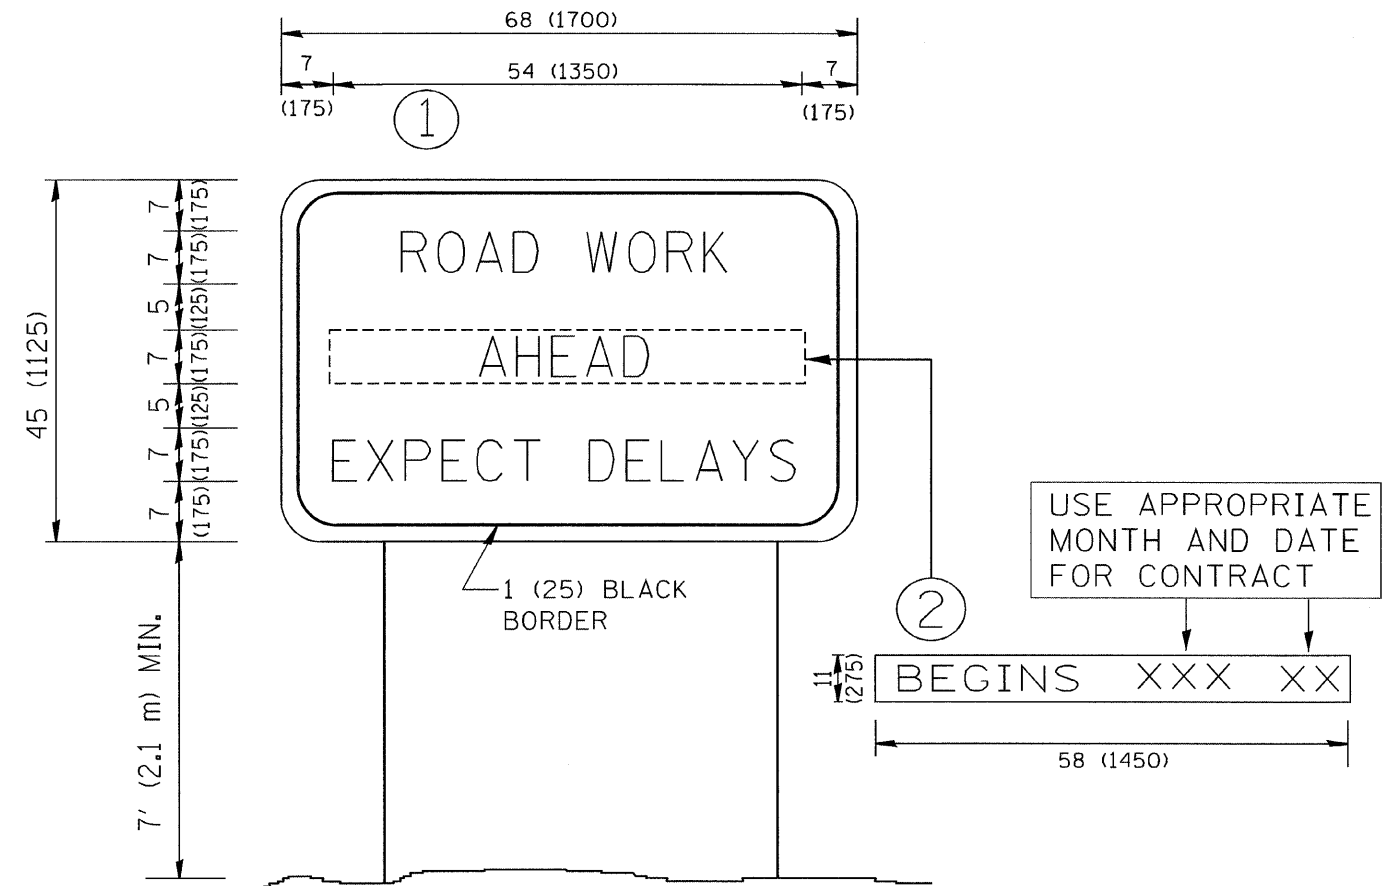 68 (1700)
7
54 (1350)
7
(175)
(175)
1
45 (1125)
7
(175)
7
(175)
5
(125)
7
(175)
5
(125)
7
(175)
7
(175)
ROAD WORK
AHEAD
EXPECT DELAYS
1 (25) BLACK
BORDER
7' (2.1 m) MIN.
USE APPROPRIATE
MONTH AND DATE
FOR CONTRACT
2
11
(275)
BEGINS XXX XX
58 (1450)